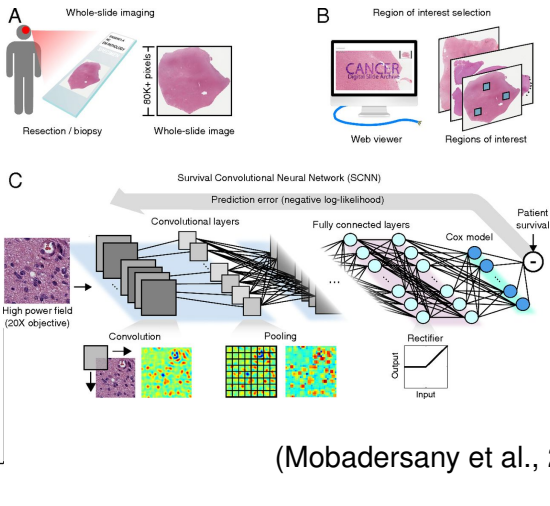 A
Whole-slide imaging
80K+ pixels
Resection / biopsy
Whole-slide image
B
Region of interest selection
CANCER
Digital Slide Archive
Web viewer
Regions of interest
C
Survival Convolutional Neural Network (SCNN)
Prediction error (negative log-likelihood)
Convolutional layers
Fully connected layers
Cox model
Patient
survival
High power field
(20X objective)
Convolution
Pooling
Rectifier
Output
Input
(Mobadersany et al.,